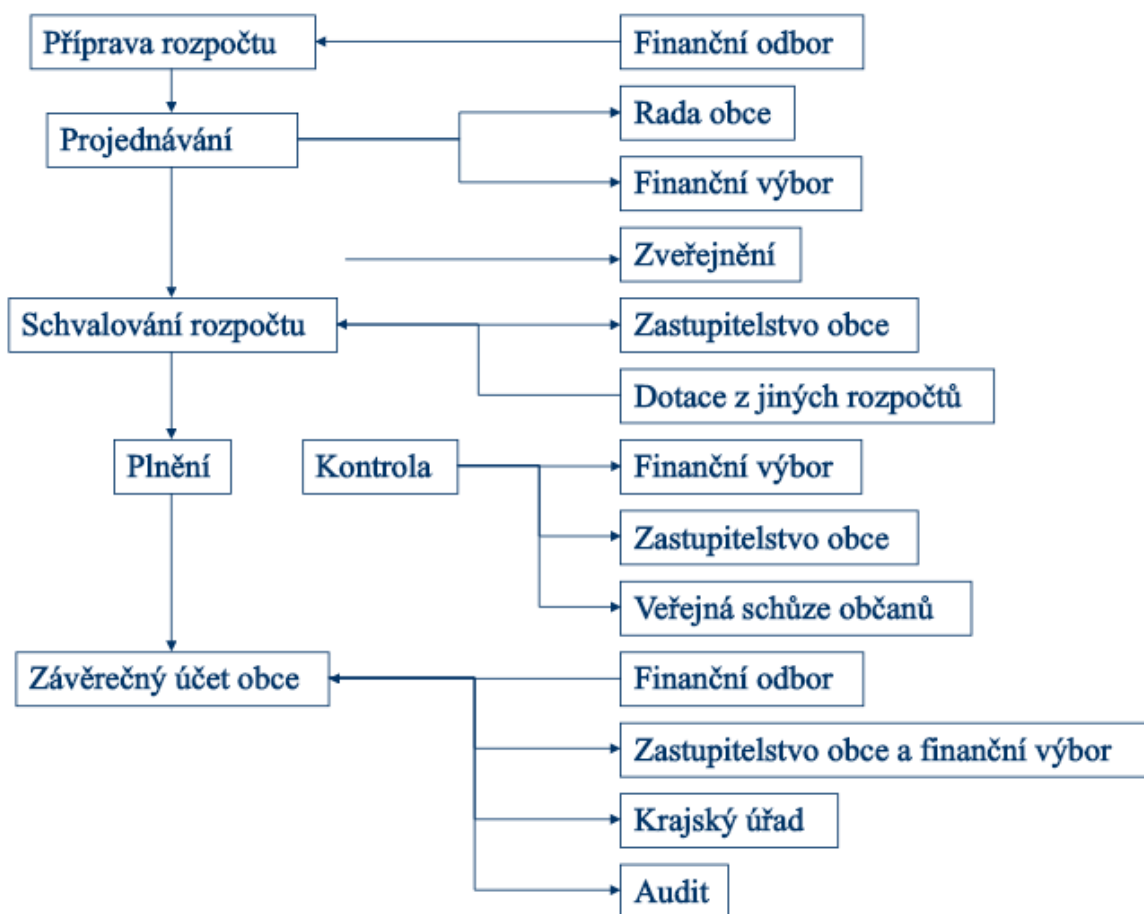 Příprava rozpočtu
Finanční odbor
Projednávání
Rada obce
Finanční výbor
Zveřejnění
Schvalování rozpočtu
Zastupitelstvo obce
Dotace z jiných rozpočtů
Plnění
Kontrola
Finanční výbor
Zastupitelstvo obce
Veřejná schůze občanů
Závěrečný účet obce
Finanční odbor
Zastupitelstvo obce a finanční výbor
Krajský úřad
Audit